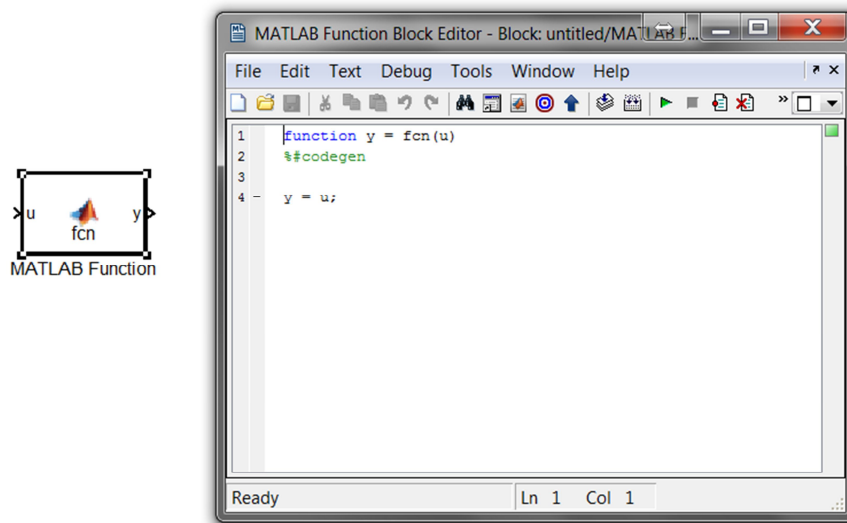 MATLAB Function Block Editor - Block: untitled/MATLAB F...
File Edit Text Debug Tools Window Help
1 function y = fcn(u)
2 %#codegen
3
4 - y = u;
u y
fcn
MATLAB Function
Ready Ln 1 Col 1